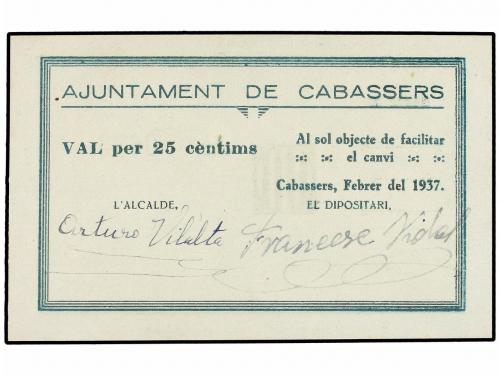 AJUNTAMENT DE CABASSERS
VAL per 25 cèntims
Al sol objecte de facilitar
:-: :-: el canvi :-: :-:
Cabassers, Febrer del 1937.
L'ALCALDE,
EL DIPOSITARI,
Arturo Vilalta
Francesc Vidal